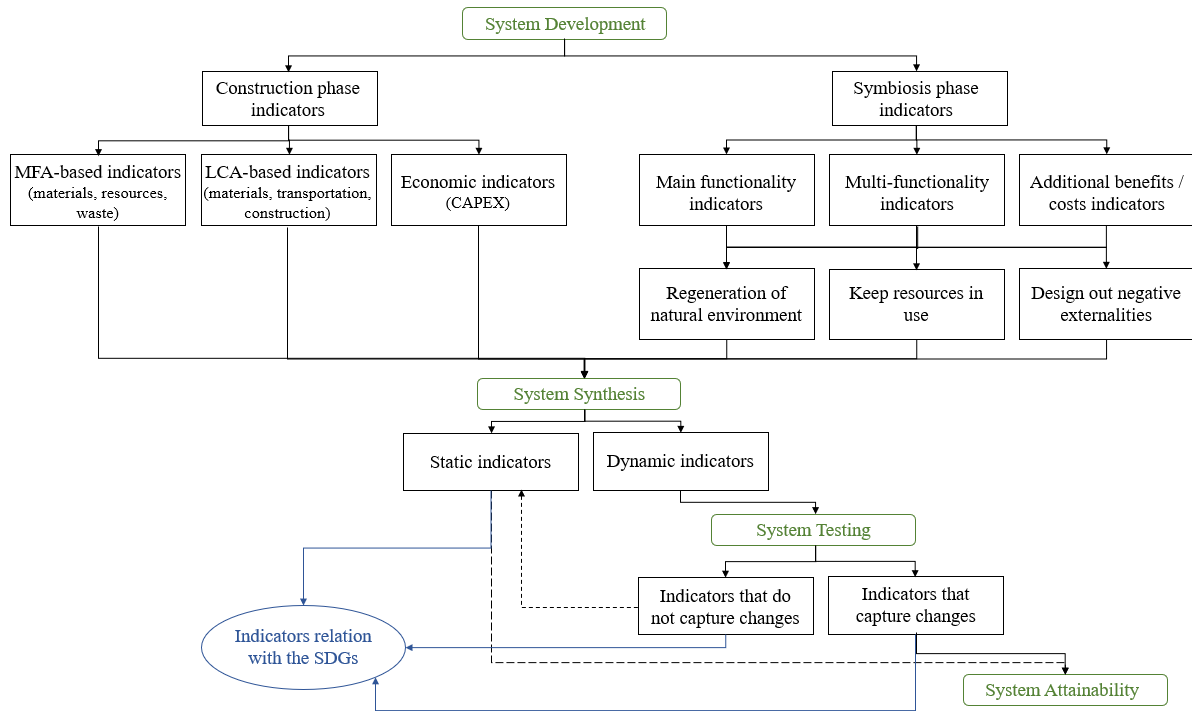 System Development
Construction phase
indicators
Symbiosis phase
indicators
MFA-based indicators
(materials, resources,
waste)
LCA-based indicators
(materials, transportation,
construction)
Economic indicators
(CAPEX)
Main functionality
indicators
Multi-functionality
indicators
Additional benefits /
costs indicators
Regeneration of
natural environment
Keep resources in
use
Design out negative
externalities
System Synthesis
Static indicators
Dynamic indicators
System Testing
Indicators that do
not capture changes
Indicators that
capture changes
Indicators relation
with the SDGs
System Attainability